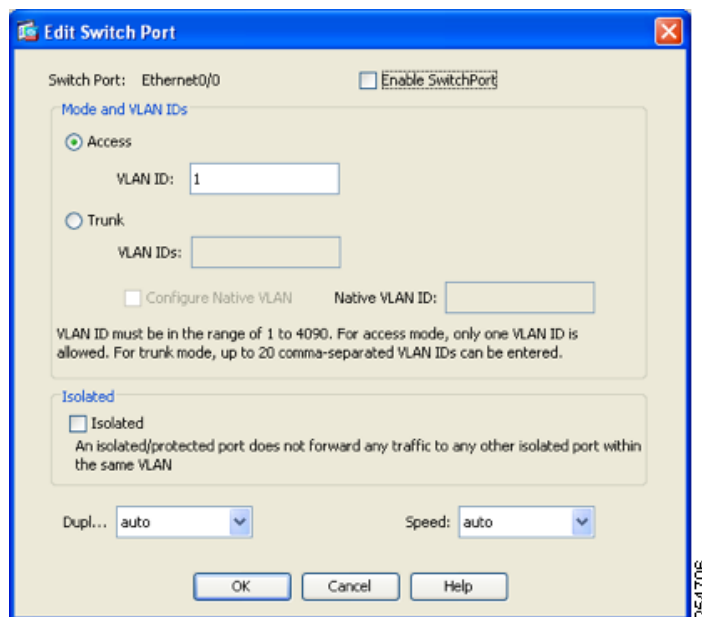 Edit Switch Port
Switch Port: Ethernet0/0 Enable SwitchPort
Mode and VLAN IDs
Access
VLAN ID: 1
Trunk
VLAN IDs:
Configure Native VLAN Native VLAN ID:
VLAN ID must be in the range of 1 to 4090. For access mode, only one VLAN ID is
allowed. For trunk mode, up to 20 comma-separated VLAN IDs can be entered.
Isolated
Isolated
An isolated/protected port does not forward any traffic to any other isolated port within
the same VLAN
Dupl... auto Speed: auto
OK Cancel Help